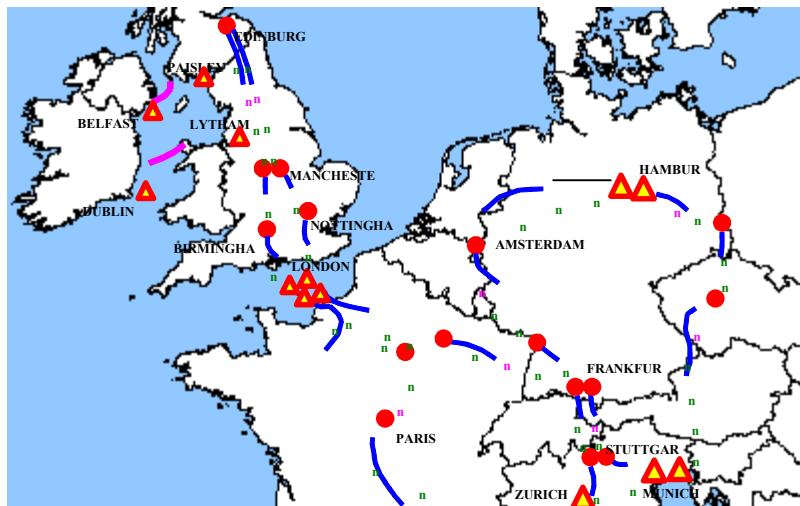 EDINBURG
PAISLEY
n n
n n
BELFAST
LYTHAM
n n
n n
MANCHESTE
HAMBUR
DUBLIN
n n
n n
n n
NOTTINGHA
n
BIRMINGHA
AMSTERDAM
n
n
LONDON
n
n
n
n
n n
n
n
n n
n
n
n
n
n
n n
FRANKFUR
n
n
n
PARIS
n n
n n
STUTTGAR
n
n
n
n
n
ZURICH
MUNICH